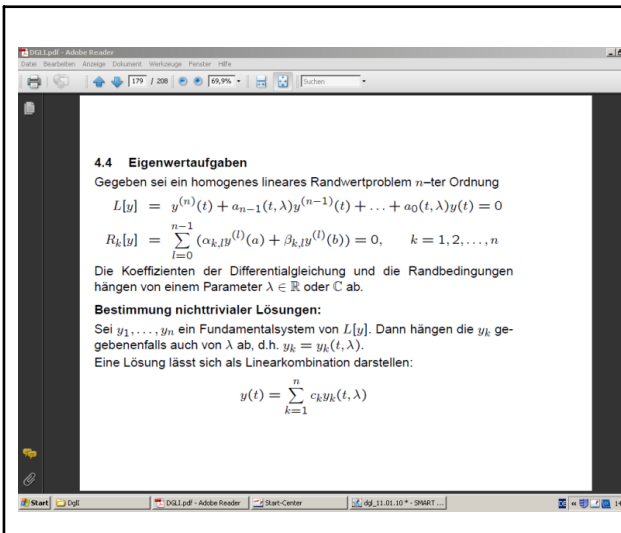 DGLI.pdf - Adobe Reader
Datei Bearbeiten Anzeige Dokument Werkzeuge Fenster Hilfe
179 / 208 69,9% Suchen
4.4 Eigenwertaufgaben
Gegeben sei ein homogenes lineares Randwertproblem n–ter Ordnung
L[y] = y^{(n)}(t) + a_{n−1}(t, λ)y^{(n−1)}(t) + . . . + a_0(t, λ)y(t) = 0
R_k[y] = \sum_{l=0}^{n−1} (α_{k,l}y^{(l)}(a) + β_{k,l}y^{(l)}(b)) = 0, k = 1, 2, . . . , n
Die Koeffizienten der Differentialgleichung und die Randbedingungen
hängen von einem Parameter λ ∈ ℝ oder ℂ ab.
Bestimmung nichttrivialer Lösungen:
Sei y_1, . . . , y_n ein Fundamentalsystem von L[y]. Dann hängen die y_k ge-
gebenenfalls auch von λ ab, d.h. y_k = y_k(t, λ).
Eine Lösung lässt sich als Linearkombination darstellen:
y(t) = \sum_{k=1}^{n} c_k y_k(t, λ)
Start DglI DGLI.pdf - Adobe Reader Start-Center dgl_11.01.10 * - SMART ... DE